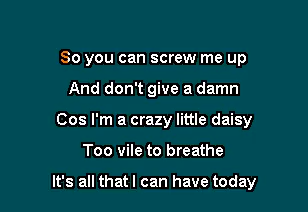 So you can screw me up
And don't give a damn
Cos I'm a crazy little daisy
Too vile to breathe
It's all that I can have today